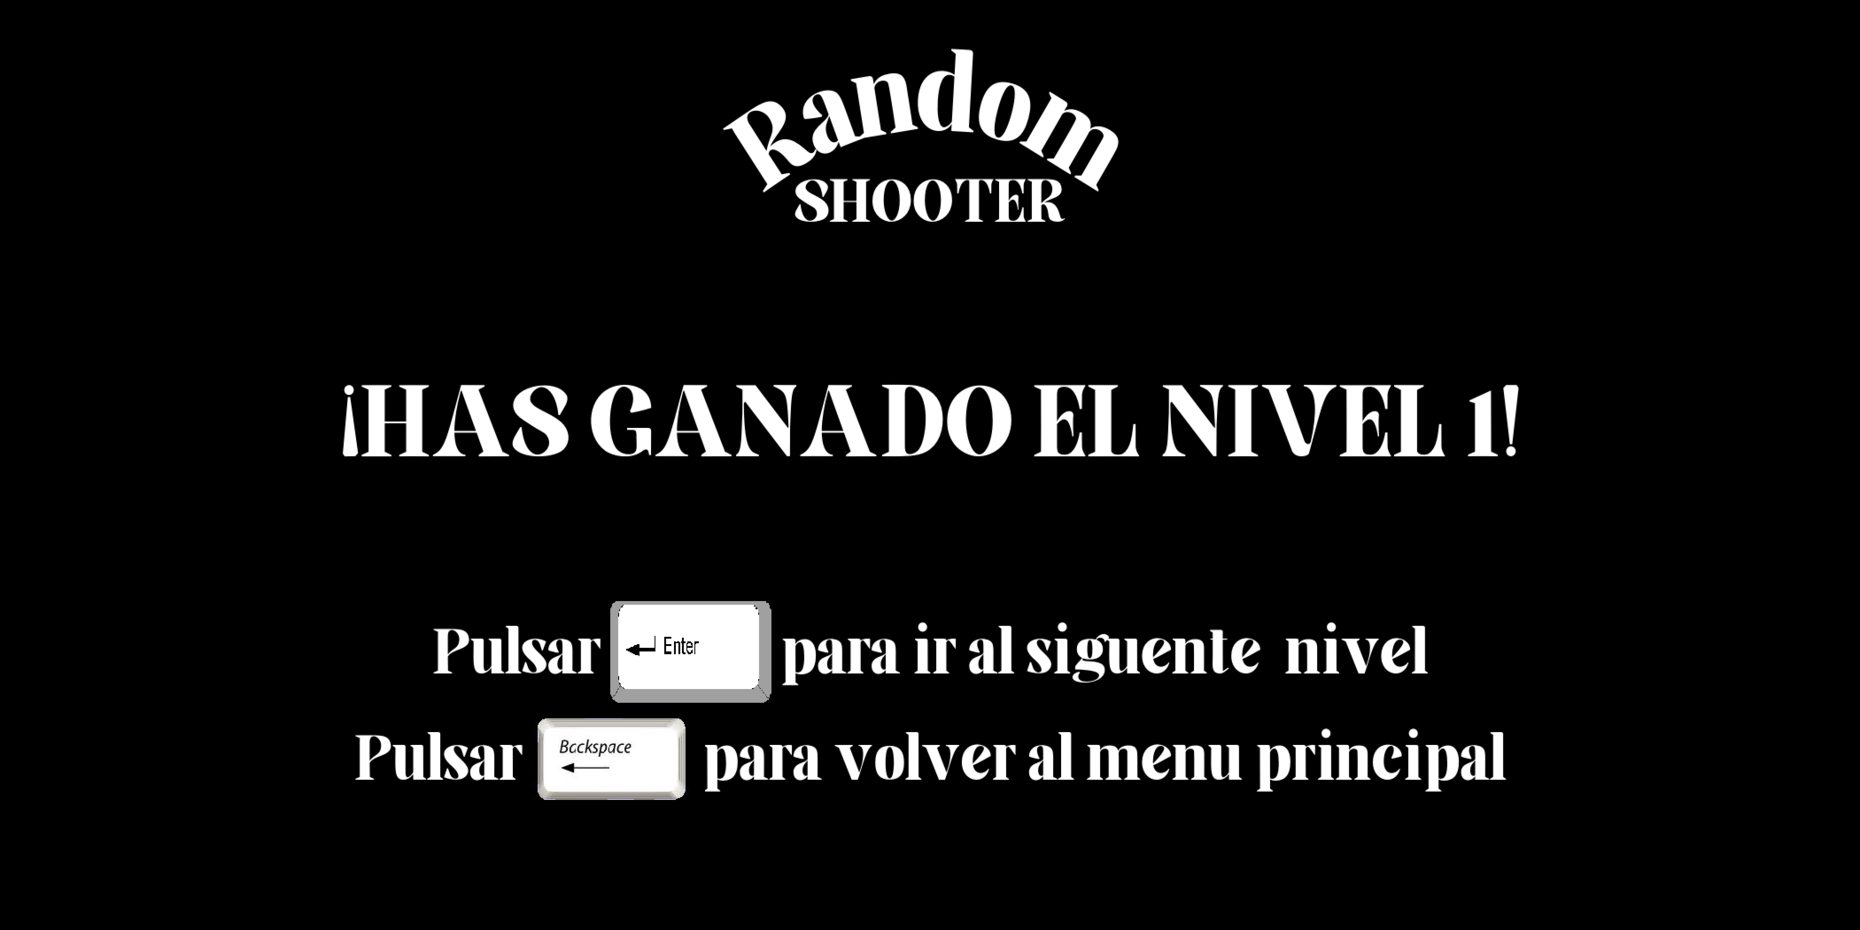 Random
SHOOTER
¡HAS GANADO EL NIVEL 1!
Pulsar Enter para ir al siguente nivel
Pulsar Backspace para volver al menu principal